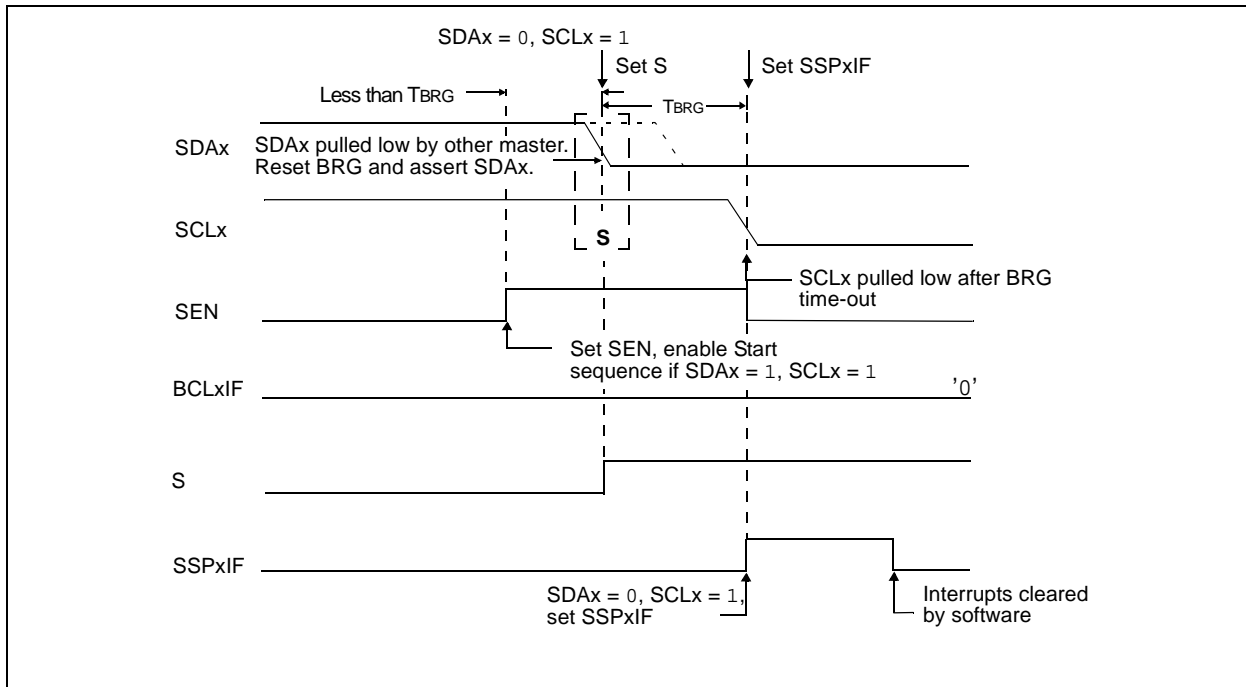 SDAx = 0, SCLx = 1
Set S
Set SSPxIF
Less than TBRG
TBRG
SDAx
SDAx pulled low by other master.
Reset BRG and assert SDAx.
SCLx
S
SCLx pulled low after BRG
time-out
SEN
Set SEN, enable Start
sequence if SDAx = 1, SCLx = 1
BCLxIF
'0'
S
SSPxIF
SDAx = 0, SCLx = 1,
set SSPxIF
Interrupts cleared
by software